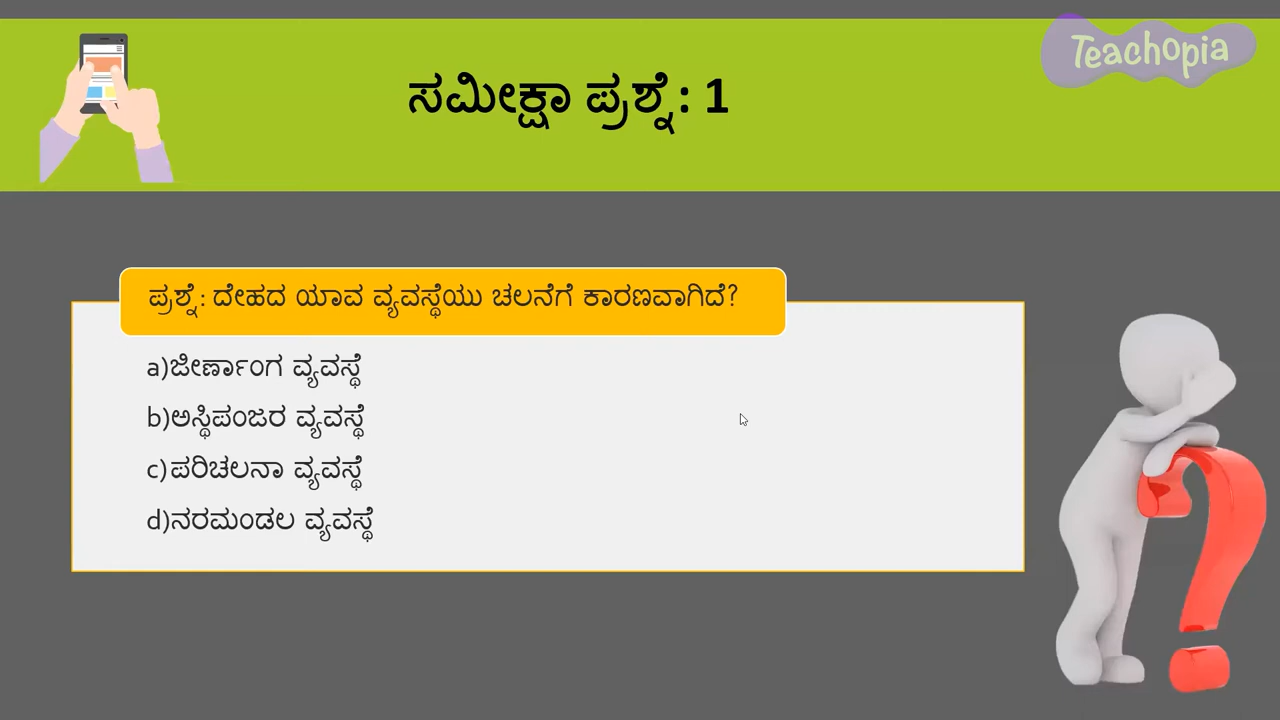 Teachopia
ಸಮೀಕ್ಷಾ ಪ್ರಶ್ನೆ: 1
ಪ್ರಶ್ನೆ: ದೇಹದ ಯಾವ ವ್ಯವಸ್ಥೆಯು ಚಲನೆಗೆ ಕಾರಣವಾಗಿದೆ?
a)ಜೀರ್ಣಾಂಗ ವ್ಯವಸ್ಥೆ
b)ಅಸ್ಥಿಪಂಜರ ವ್ಯವಸ್ಥೆ
c)ಪರಿಚಲನಾ ವ್ಯವಸ್ಥೆ
d)ನರಮಂಡಲ ವ್ಯವಸ್ಥೆ